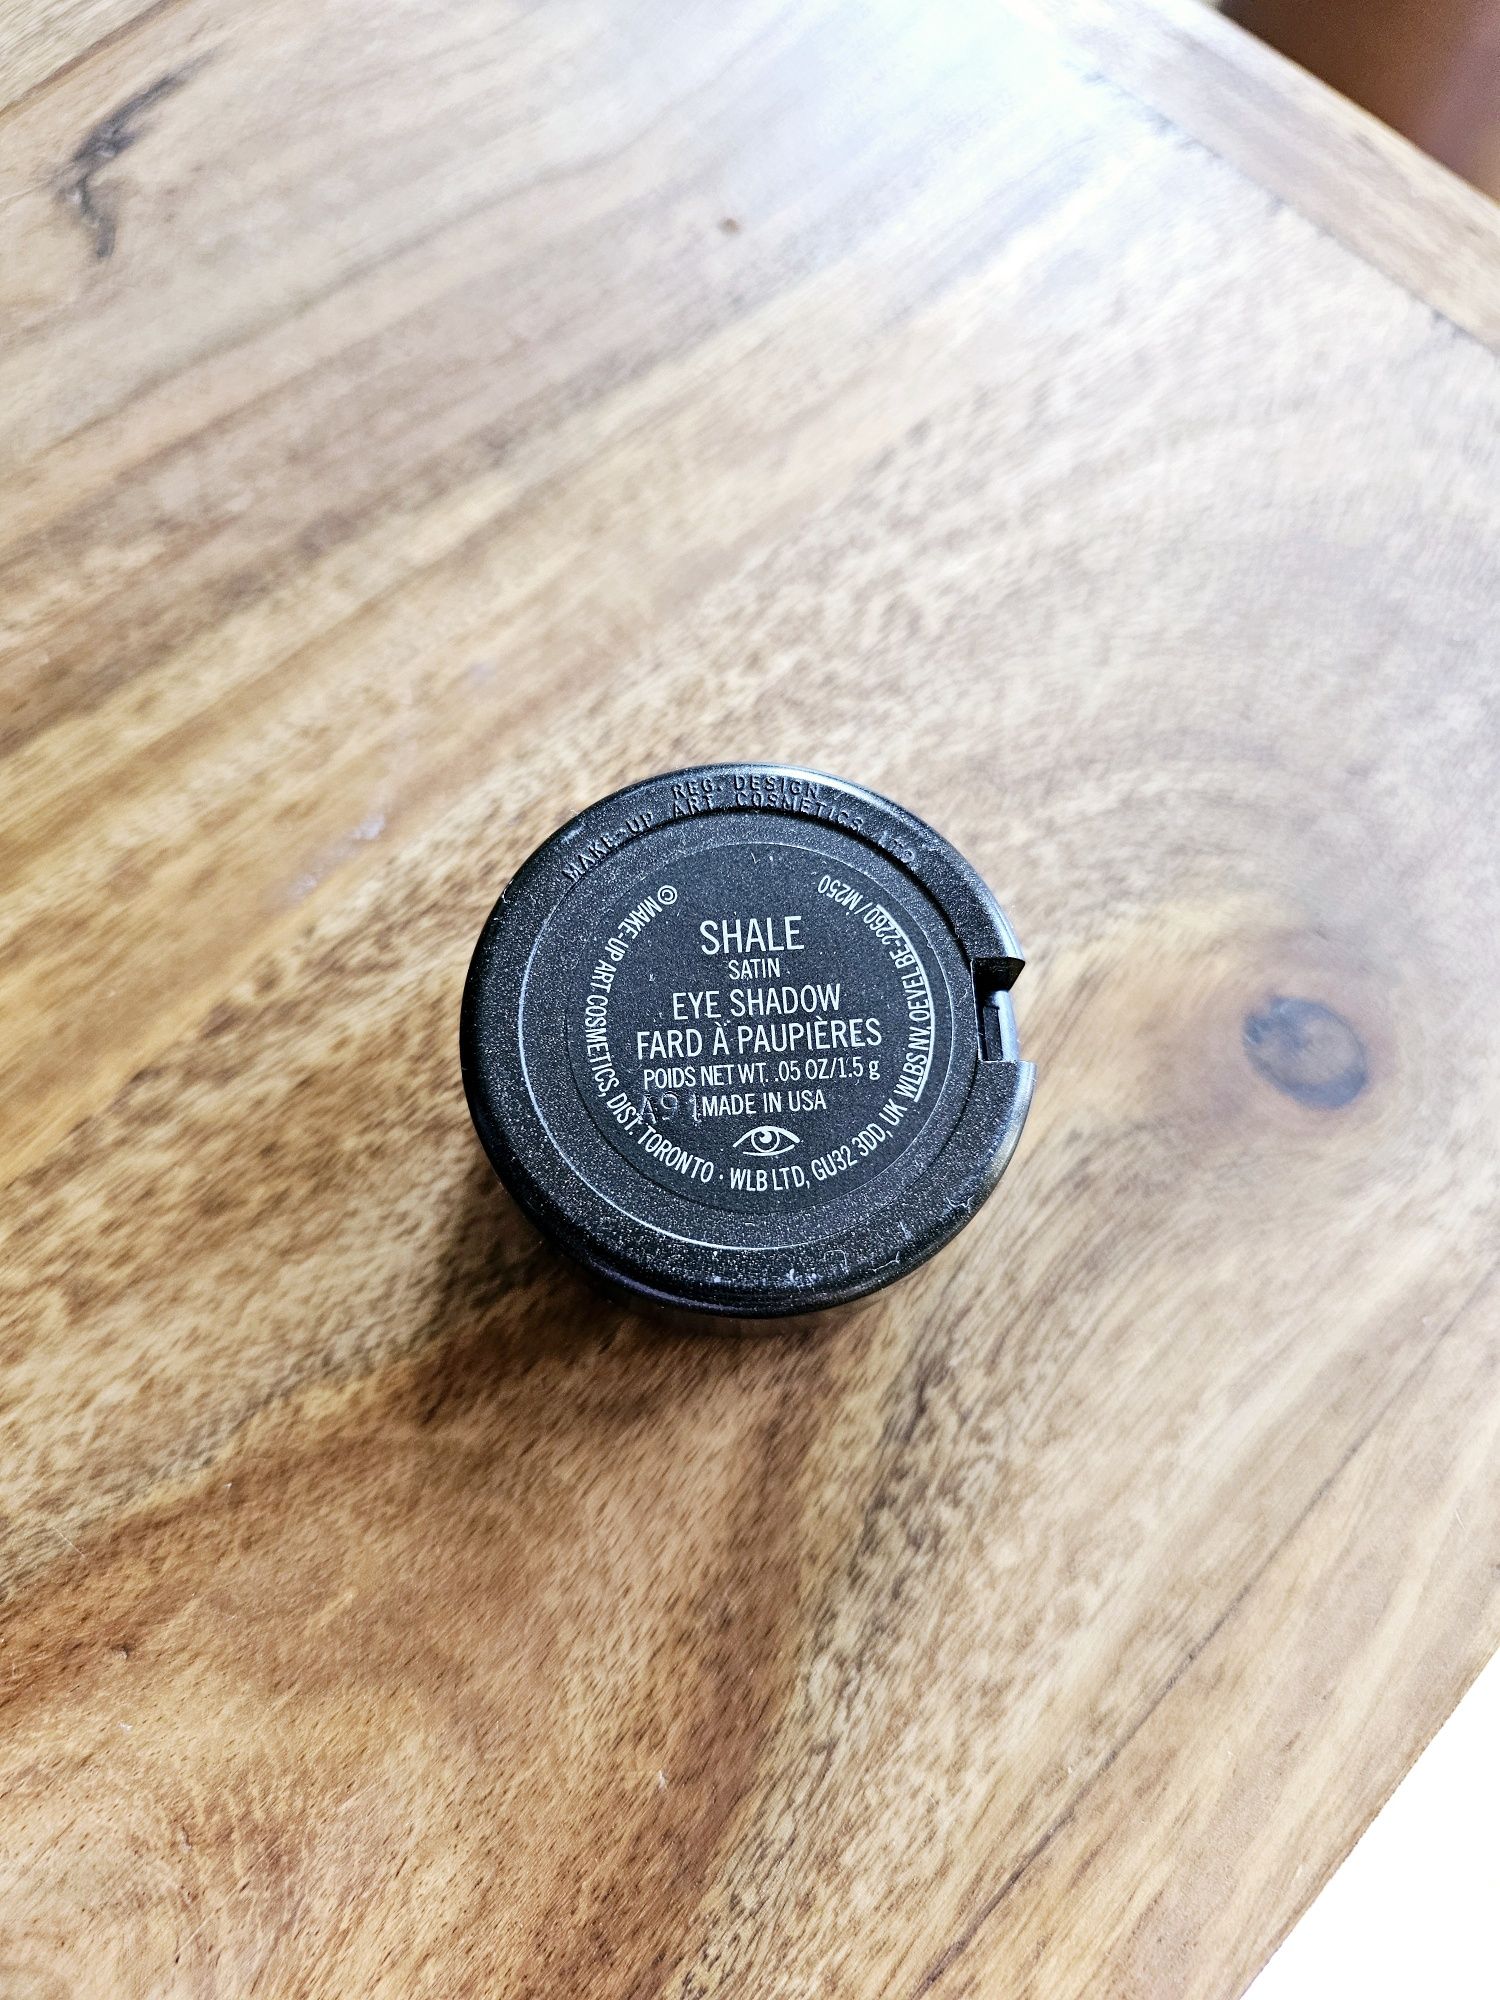 REG. DESIGN
MAKE-UP ART COSMETICS LTD.
SHALE
SATIN
EYE SHADOW
FARD À PAUPIÈRES
POIDS NET WT. .05 OZ/1.5 g
MADE IN USA
A91
© MAKE-UP ART COSMETICS, DIST. TORONTO · WLB LTD, GU32 3DD, UK WLBS NV OEVEL BE-2260 / M250